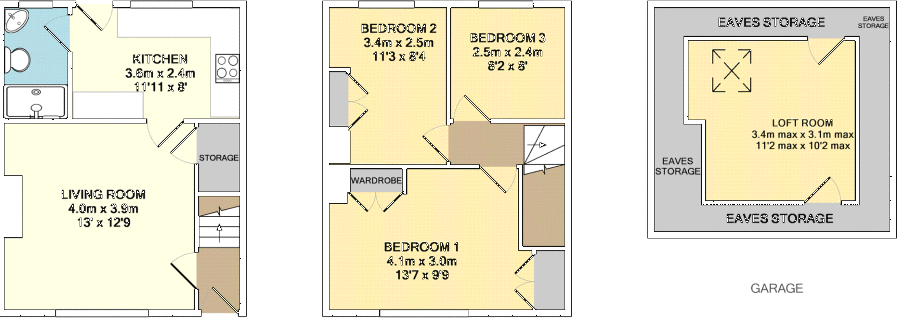 KITCHEN
3.6m x 2.4m
11'11 x 8'
STORAGE
LIVING ROOM
4.0m x 3.9m
13' x 12'9
BEDROOM 2
3.4m x 2.5m
11'3 x 8'4
BEDROOM 3
2.5m x 2.4m
8'2 x 8'
WARDROBE
BEDROOM 1
4.1m x 3.0m
13'7 x 9'9
EAVES STORAGE
EAVES
STORAGE
LOFT ROOM
3.4m max x 3.1m max
11'2 max x 10'2 max
EAVES
STORAGE
EAVES STORAGE
GARAGE